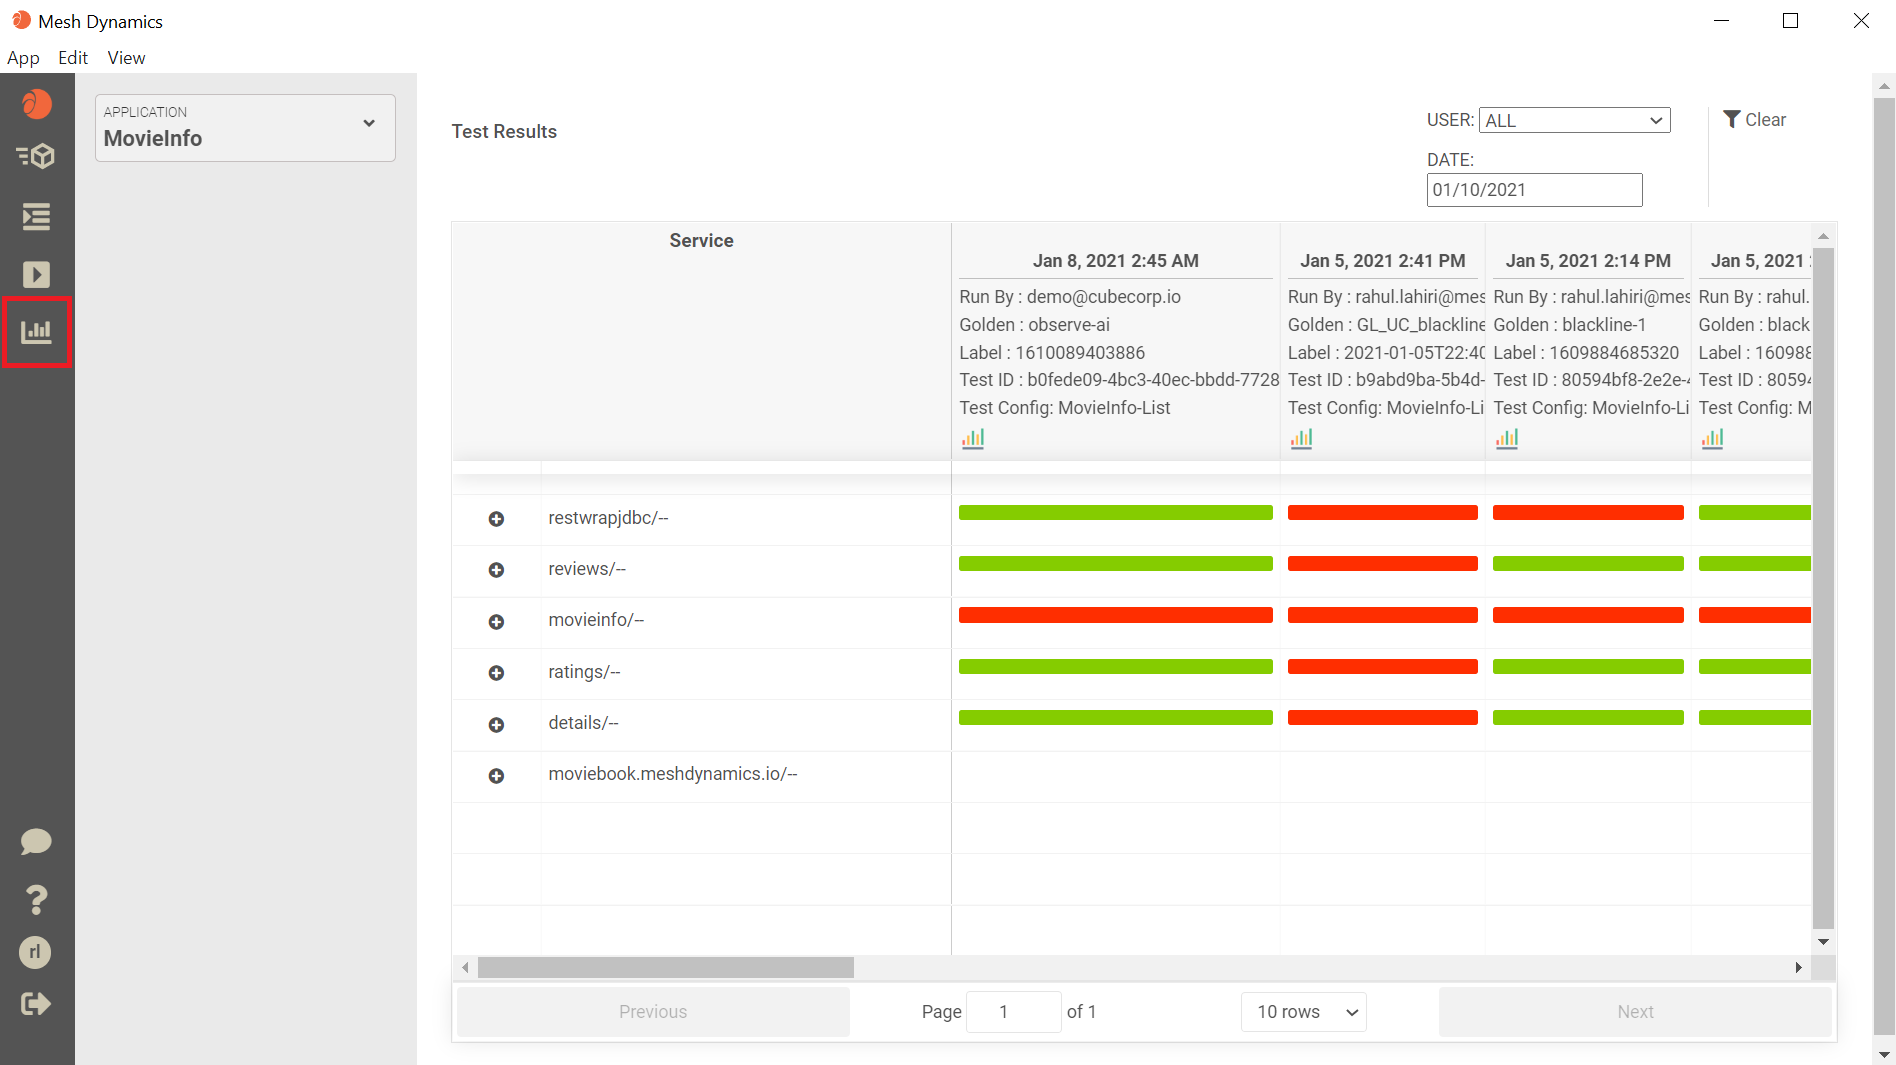 Mesh Dynamics
App Edit View
APPLICATION
MovieInfo
Test Results
USER: ALL
Clear
DATE:
01/10/2021
Service
Jan 8, 2021 2:45 AM
Run By : demo@cubecorp.io
Golden : observe-ai
Label : 1610089403886
Test ID : b0fede09-4bc3-40ec-bbdd-7728
Test Config: MovieInfo-List
Jan 5, 2021 2:41 PM
Run By : rahul.lahiri@mes
Golden : GL_UC_blackline
Label : 2021-01-05T22:40
Test ID : b9abd9ba-5b4d-
Test Config: MovieInfo-Li
Jan 5, 2021 2:14 PM
Run By : rahul.lahiri@mes
Golden : blackline-1
Label : 1609884685320
Test ID : 80594bf8-2e2e-4
Test Config: MovieInfo-Li
Jan 5, 2021
Run By : rahul.
Golden : black
Label : 160988
Test ID : 80594
Test Config: M
restwrapjdbc/--
reviews/--
movieinfo/--
ratings/--
details/--
moviebook.meshdynamics.io/--
rl
Previous
Page 1 of 1
10 rows
Next